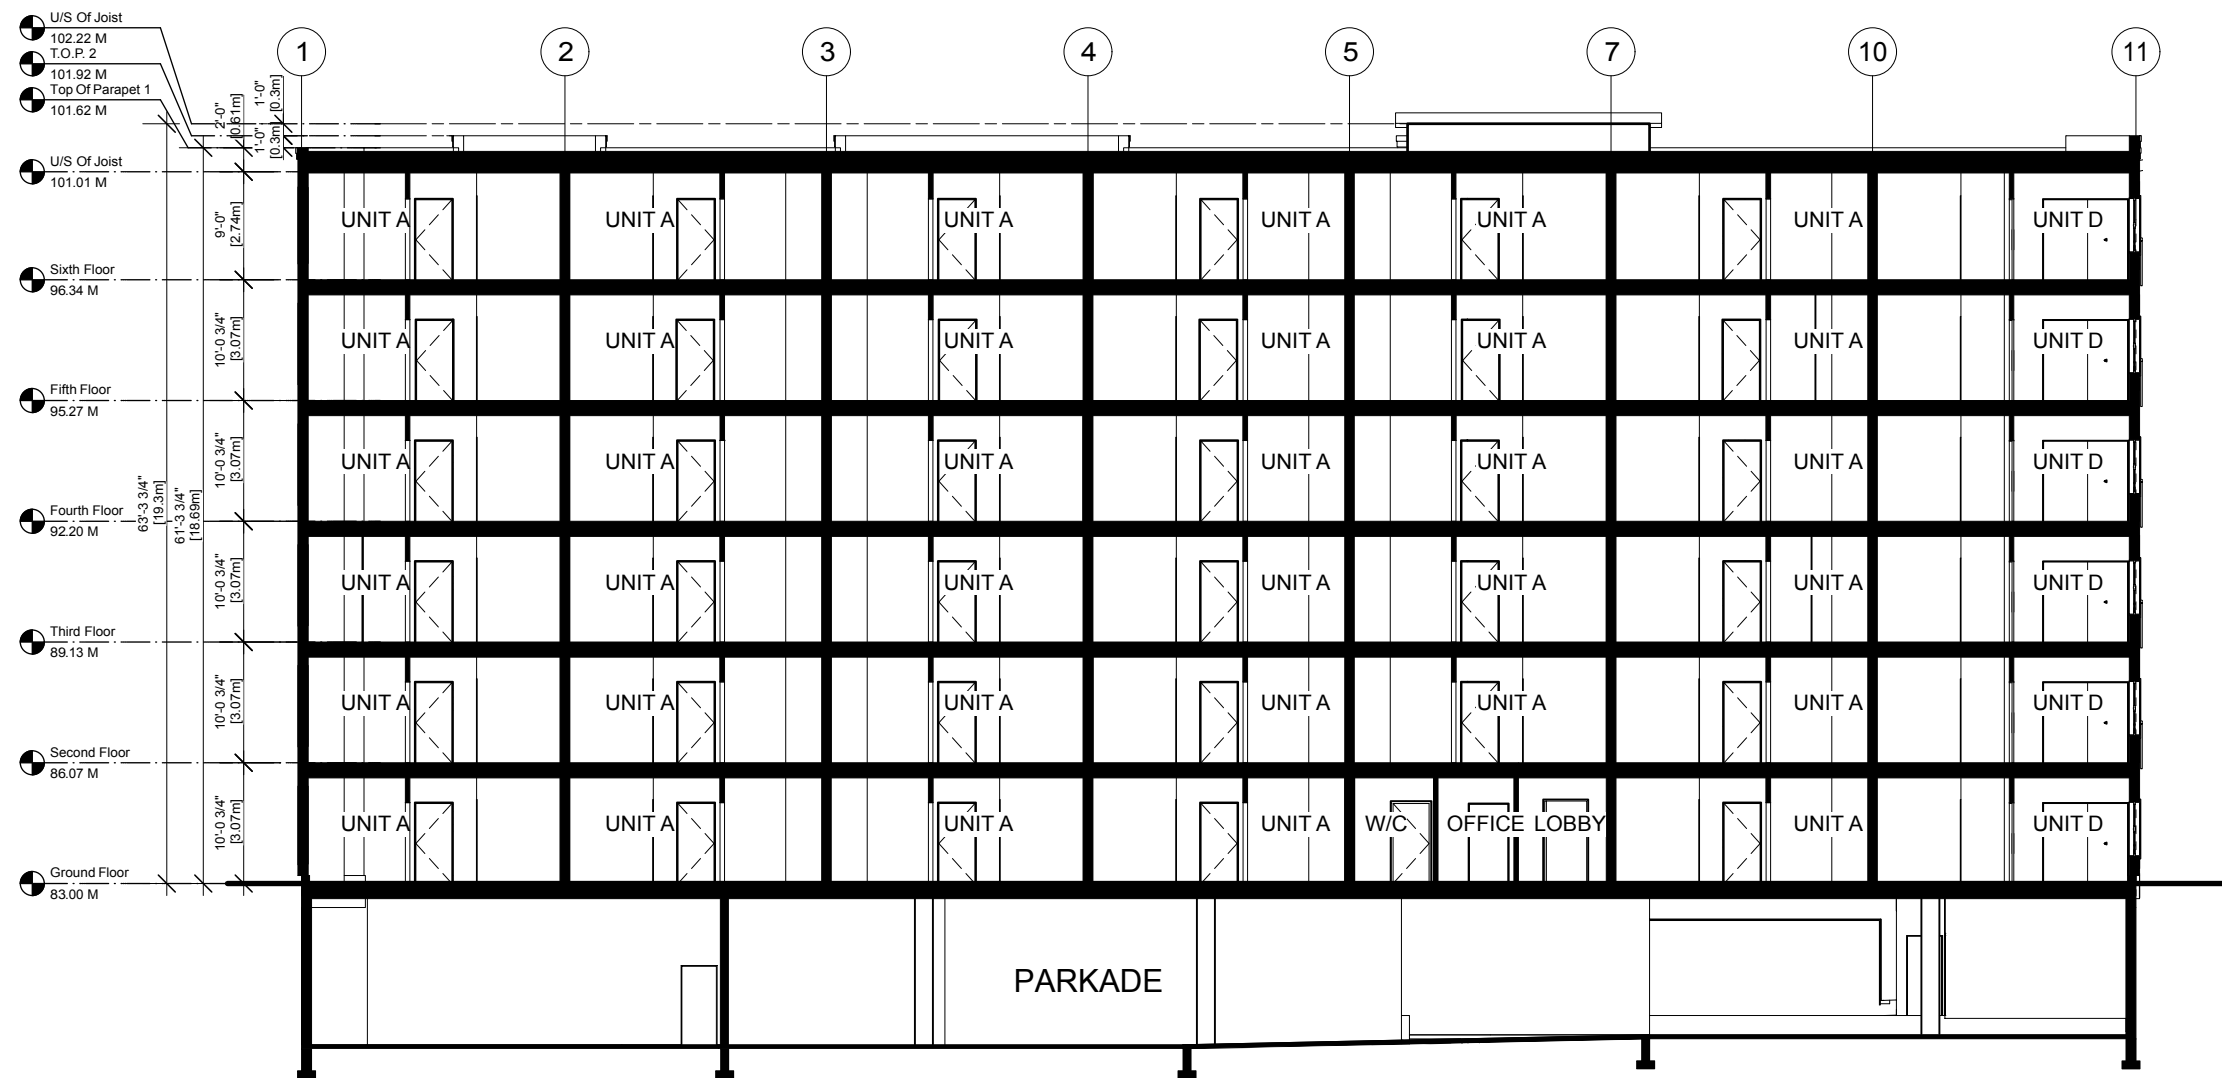 U/S Of Joist
102.22 M
T.O.P. 2
101.92 M
Top Of Parapet 1
101.62 M
1 2 3 4 5 7 10 11
1'-0"
[0.3m]
2'-0"
[0.61m]
1'-0"
[0.3m]
U/S Of Joist
101.01 M
9'-0"
[2.74m]
UNIT A UNIT A UNIT A UNIT A UNIT A UNIT A UNIT D
Sixth Floor
96.34 M
10'-0 3/4"
[3.07m]
UNIT A UNIT A UNIT A UNIT A UNIT A UNIT A UNIT D
Fifth Floor
95.27 M
10'-0 3/4"
[3.07m]
UNIT A UNIT A UNIT A UNIT A UNIT A UNIT A UNIT D
63'-3 3/4"
[19.3m]
61'-3 3/4"
[18.69m]
Fourth Floor
92.20 M
10'-0 3/4"
[3.07m]
UNIT A UNIT A UNIT A UNIT A UNIT A UNIT A UNIT D
Third Floor
89.13 M
10'-0 3/4"
[3.07m]
UNIT A UNIT A UNIT A UNIT A UNIT A UNIT A UNIT D
Second Floor
86.07 M
10'-0 3/4"
[3.07m]
UNIT A UNIT A UNIT A UNIT A W/C OFFICE LOBBY UNIT A UNIT D
Ground Floor
83.00 M
PARKADE